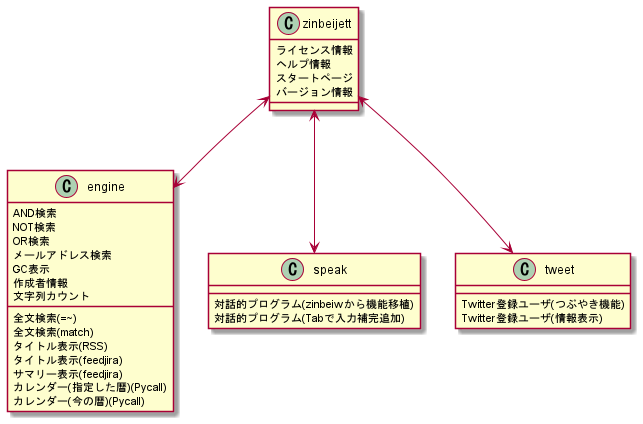 C zinbeijett
ライセンス情報
ヘルプ情報
スタートページ
バージョン情報
C engine
AND検索
NOT検索
OR検索
メールアドレス検索
GC表示
作成者情報
文字列カウント
全文検索(=~)
全文検索(match)
タイトル表示(RSS)
タイトル表示(feedjira)
サマリー表示(feedjira)
カレンダー(指定した暦)(Pycall)
カレンダー(今の暦)(Pycall)
C speak
対話的プログラム(zinbeiwから機能移植)
対話的プログラム(Tabで入力補完追加)
C tweet
Twitter登録ユーザ(つぶやき機能)
Twitter登録ユーザ(情報表示)